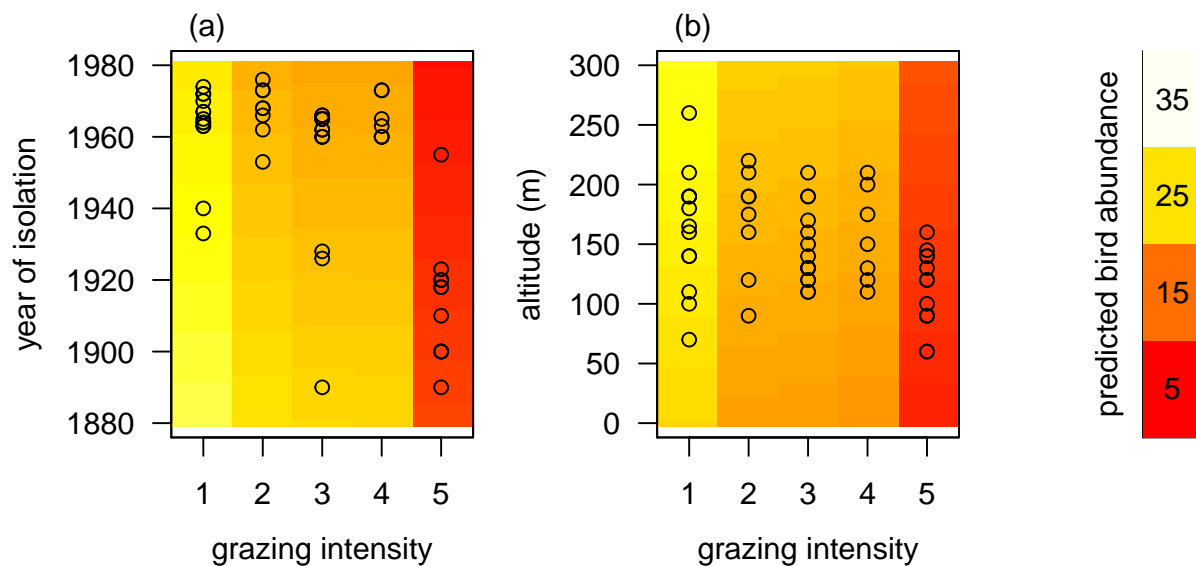 (a)
year of isolation
1980
1960
1940
1920
1900
1880
1 2 3 4 5
grazing intensity
(b)
altitude (m)
300
250
200
150
100
50
0
1 2 3 4 5
grazing intensity
predicted bird abundance
35
25
15
5